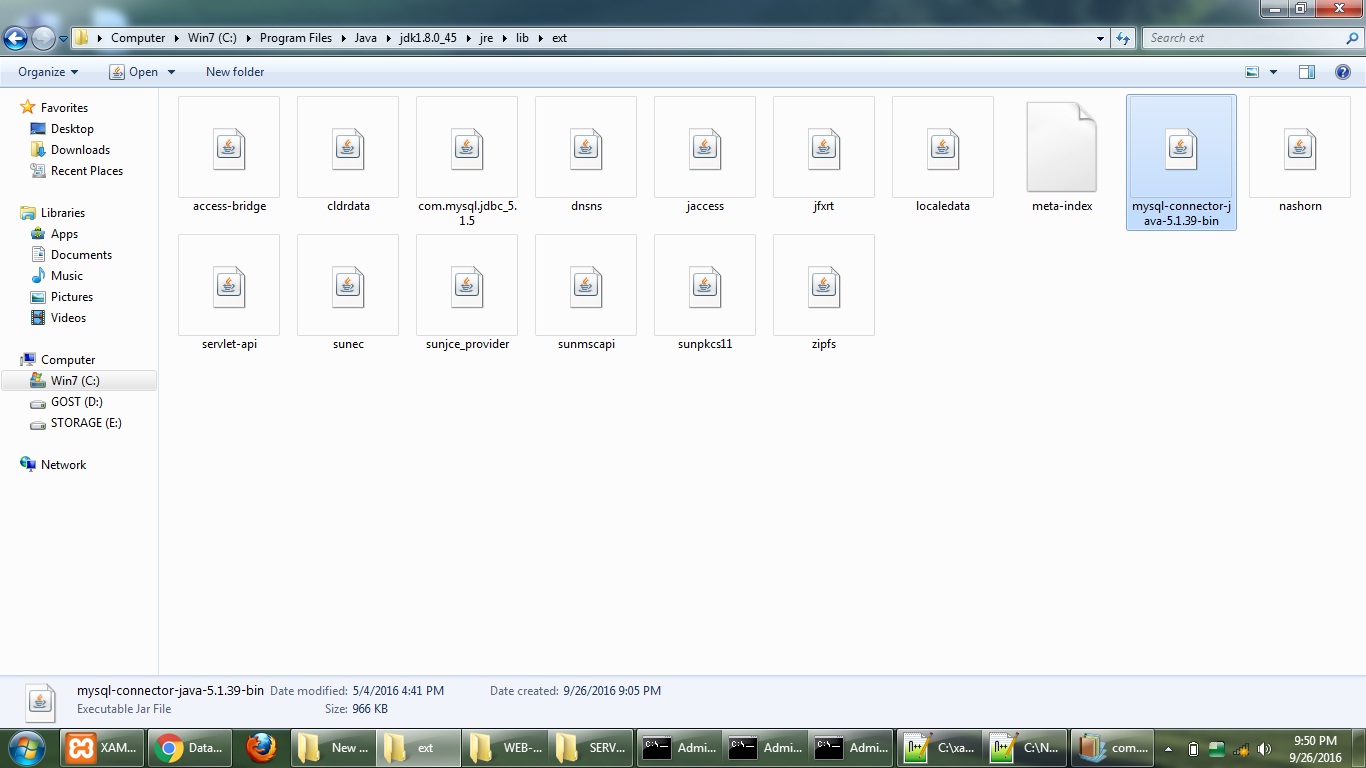 Computer Win7 (C:) Program Files Java jdk1.8.0_45 jre lib ext
Search ext
Organize Open New folder
Favorites
Desktop
Downloads
Recent Places
Libraries
Apps
Documents
Music
Pictures
Videos
Computer
Win7 (C:)
GOST (D:)
STORAGE (E:)
Network
access-bridge
cldrdata
com.mysql.jdbc_5.
1.5
dnsns
jaccess
jfxrt
localedata
meta-index
mysql-connector-j
ava-5.1.39-bin
nashorn
servlet-api
sunec
sunjce_provider
sunmscapi
sunpkcs11
zipfs
mysql-connector-java-5.1.39-bin Date modified: 5/4/2016 4:41 PM Date created: 9/26/2016 9:05 PM
Executable Jar File Size: 966 KB
XAM... Data... New ... ext WEB-... SERV... Admi... Admi... Admi... C:\xa... C:\N... com....
9:50 PM
9/26/2016